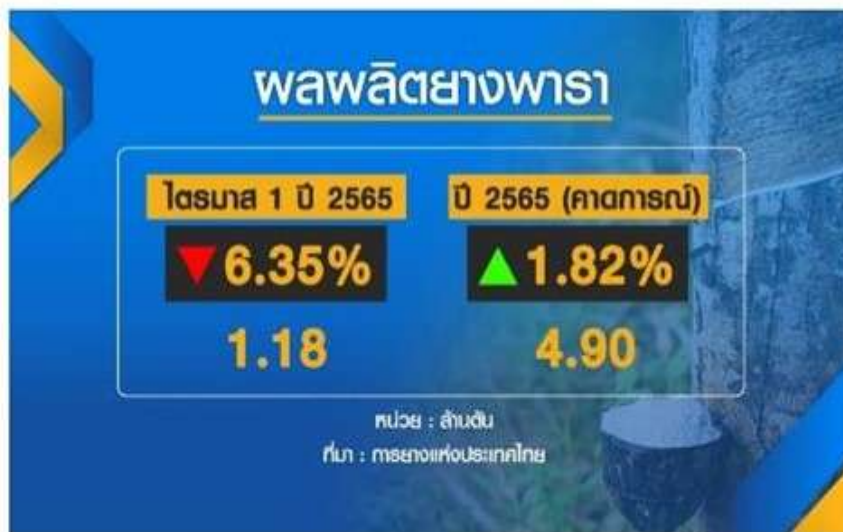 ผลผลิตยางพารา
ไตรมาส 1 ปี 2565
ปี 2565 (คาดการณ์)
▼6.35%
▲1.82%
1.18
4.90
หน่วย : ล้านตัน
ที่มา : การยางแห่งประเทศไทย